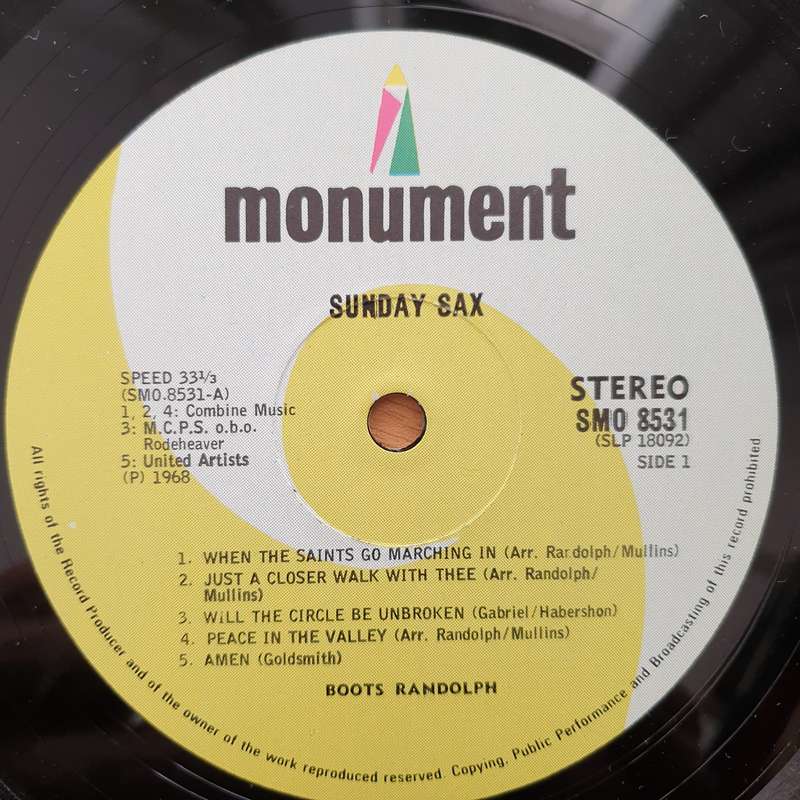 monument
SUNDAY SAX
SPEED 33⅓
(SMO.8531-A)
1, 2, 4: Combine Music
3: M.C.P.S. o.b.o.
Rodeheaver
5: United Artists
(P) 1968
STEREO
SMO 8531
(SLP 18092)
SIDE 1
1. WHEN THE SAINTS GO MARCHING IN (Arr. Randolph/Mullins)
2. JUST A CLOSER WALK WITH THEE (Arr. Randolph/
Mullins)
3. WiLL THE CIRCLE BE UNBROKEN (Gabriel/Habershon)
4. PEACE IN THE VALLEY (Arr. Randolph/Mullins)
5. AMEN (Goldsmith)
BOOTS RANDOLPH
All rights of the Record Producer and of the owner of the work reproduced reserved. Copying, Public Performance and Broadcasting of this record prohibited